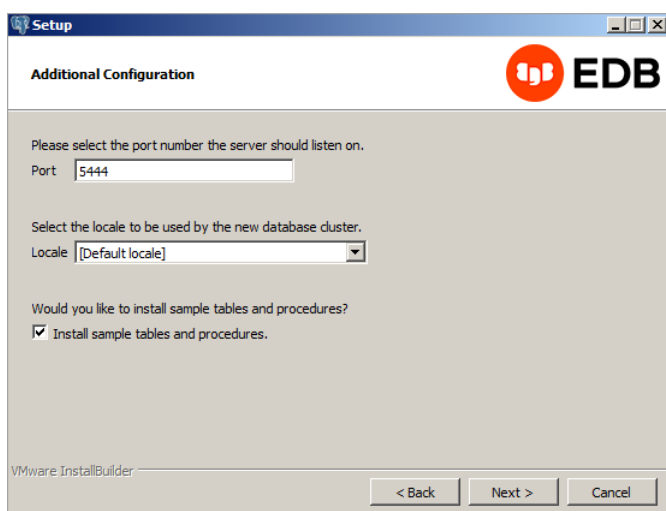 Setup
Additional Configuration
EDB
Please select the port number the server should listen on.
Port 5444
Select the locale to be used by the new database cluster.
Locale [Default locale]
Would you like to install sample tables and procedures?
Install sample tables and procedures.
VMware InstallBuilder
< Back Next > Cancel